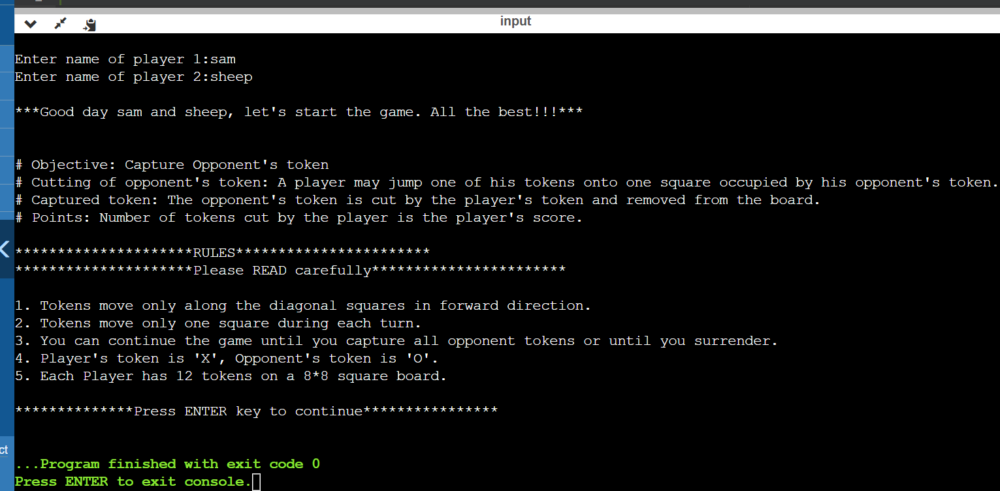 input
Enter name of player 1:sam
Enter name of player 2:sheep
***Good day sam and sheep, let's start the game. All the best!!!***
# Objective: Capture Opponent's token
# Cutting of opponent's token: A player may jump one of his tokens onto one square occupied by his opponent's token.
# Captured token: The opponent's token is cut by the player's token and removed from the board.
# Points: Number of tokens cut by the player is the player's score.
*********************RULES***********************
*********************Please READ carefully***********************
1. Tokens move only along the diagonal squares in forward direction.
2. Tokens move only one square during each turn.
3. You can continue the game until you capture all opponent tokens or until you surrender.
4. Player's token is 'X', Opponent's token is 'O'.
5. Each Player has 12 tokens on a 8*8 square board.
**************Press ENTER key to continue****************
ct
...Program finished with exit code 0
Press ENTER to exit console.